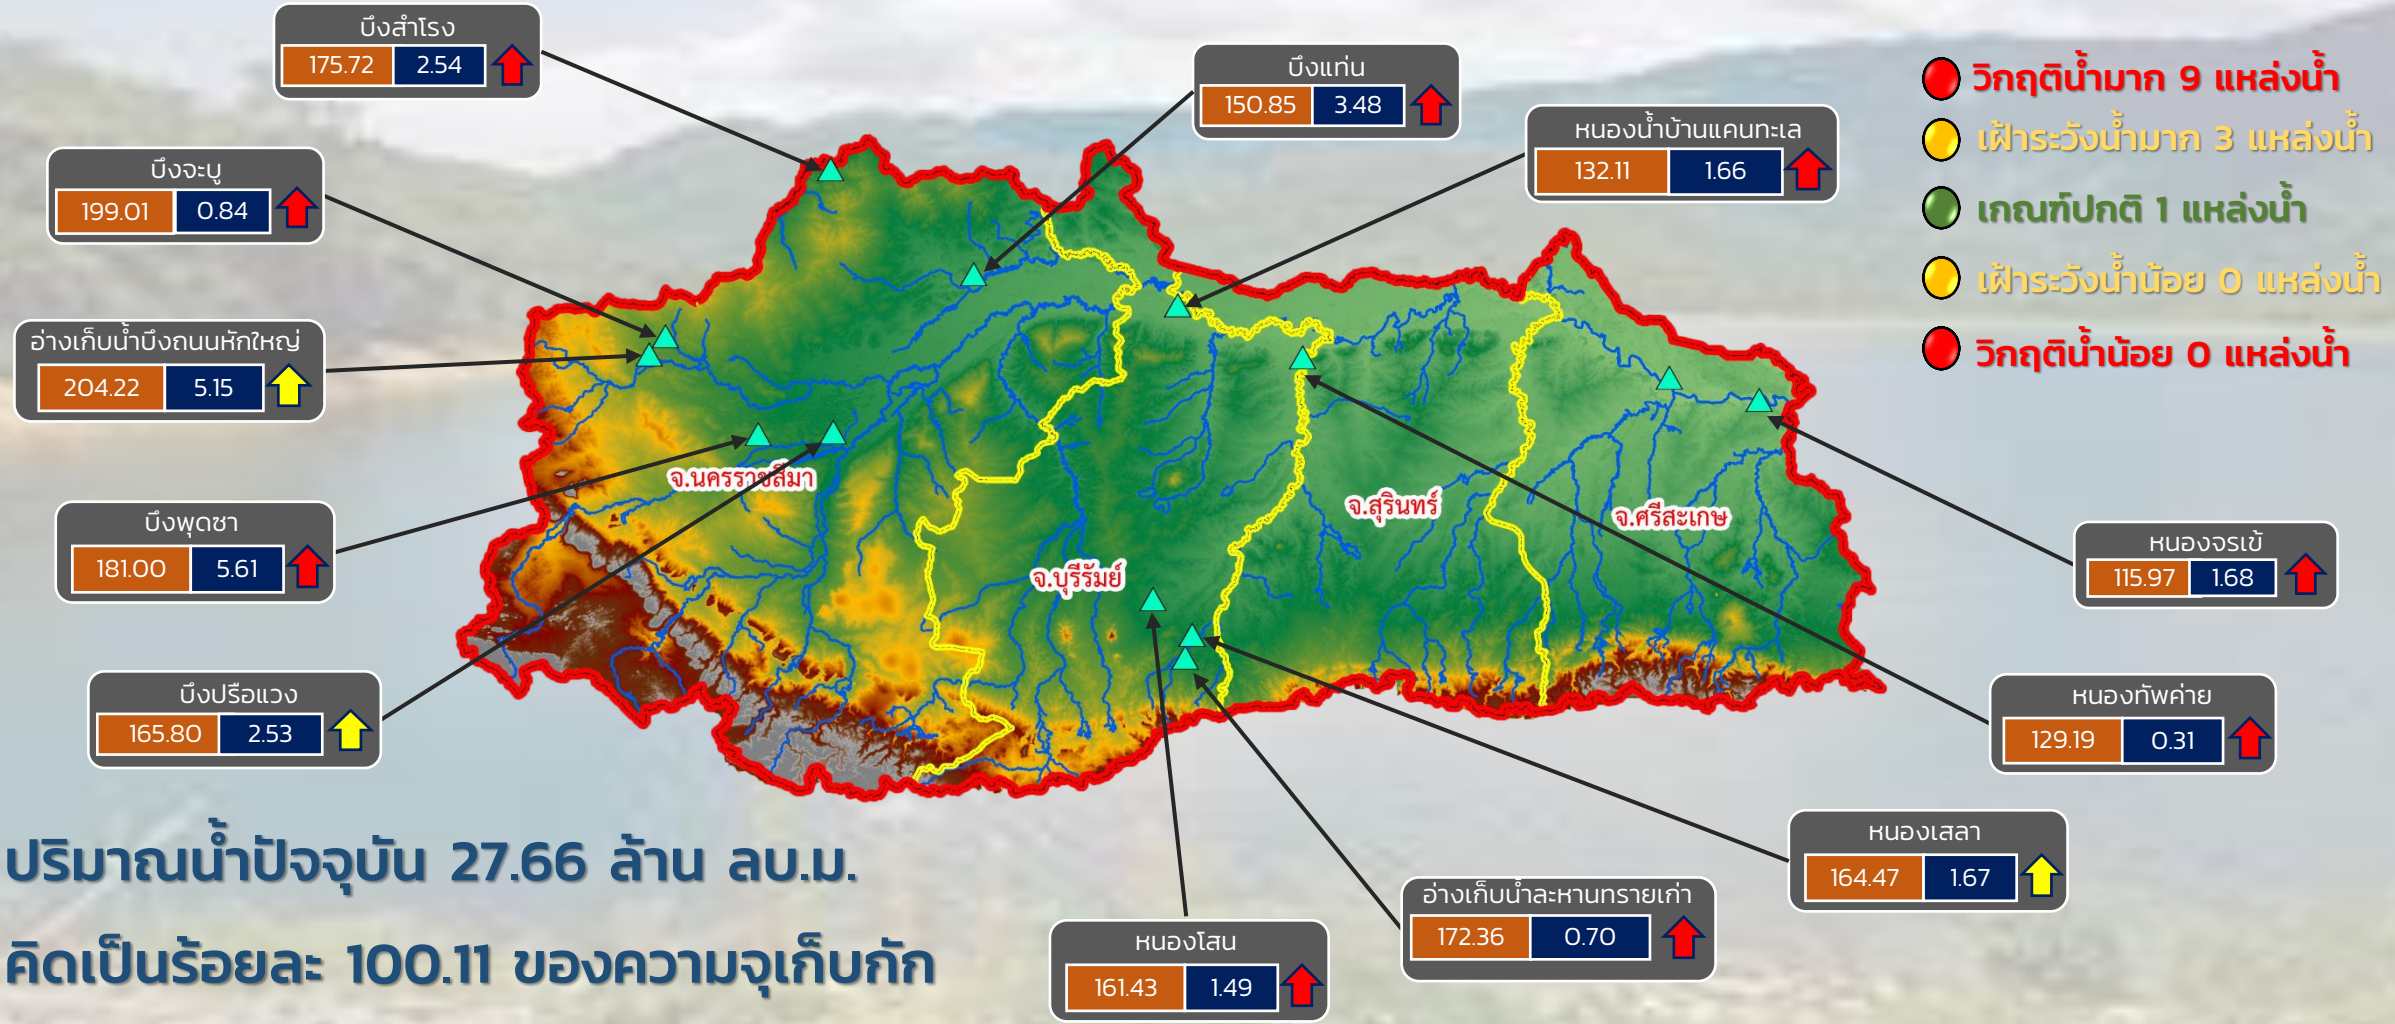 บึงสำโรง
175.72 2.54
บึงแท่น
150.85 3.48
หนองน้ำบ้านแคนทะเล
132.11 1.66
วิกฤติน้ำมาก 9 แหล่งน้ำ
เฝ้าระวังน้ำมาก 3 แหล่งน้ำ
เกณฑ์ปกติ 1 แหล่งน้ำ
เฝ้าระวังน้ำน้อย 0 แหล่งน้ำ
วิกฤติน้ำน้อย 0 แหล่งน้ำ
บึงจะบู
199.01 0.84
อ่างเก็บน้ำบึงถนนหักใหญ่
204.22 5.15
บึงพุดซา
181.00 5.61
บึงปรือแวง
165.80 2.53
จ.นครราชสีมา
จ.บุรีรัมย์
จ.สุรินทร์
จ.ศรีสะเกษ
หนองจรเข้
115.97 1.68
หนองทัพค่าย
129.19 0.31
หนองเสลา
164.47 1.67
อ่างเก็บน้ำละหานทรายเก่า
172.36 0.70
หนองโสน
161.43 1.49
ปริมาณน้ำปัจจุบัน 27.66 ล้าน ลบ.ม.
คิดเป็นร้อยละ 100.11 ของความจุเก็บกัก